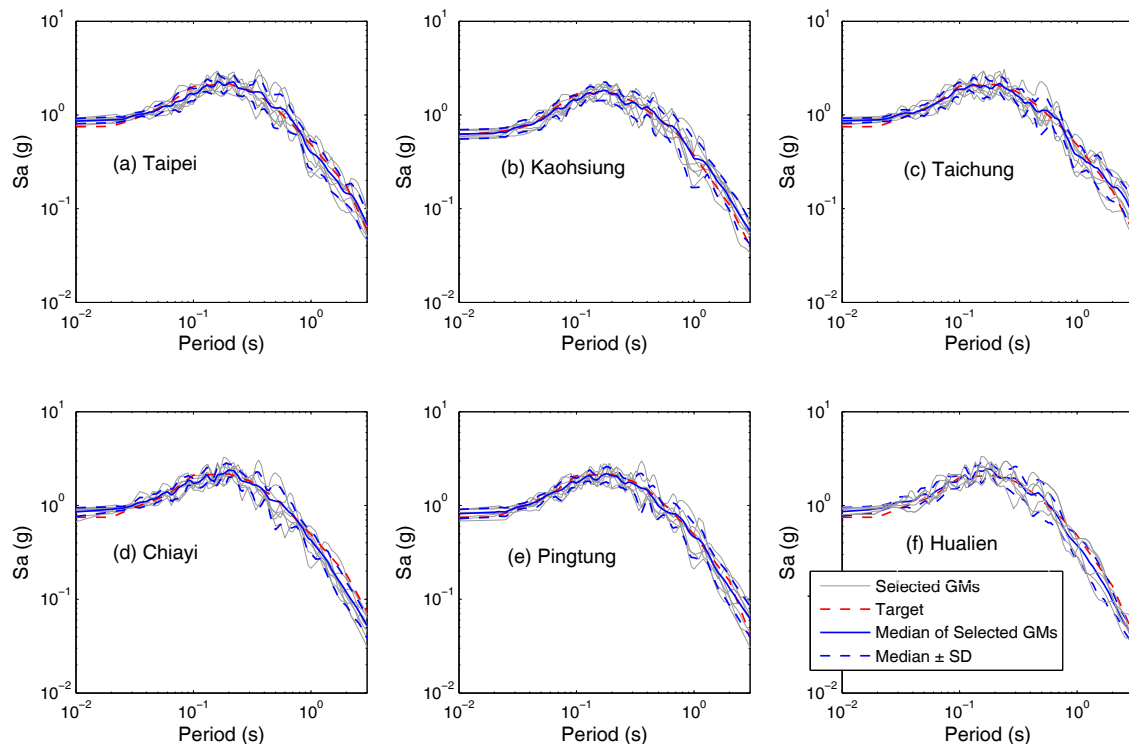 10^1
10^0
10^-1
10^-2
Sa (g)
(a) Taipei
10^-2 10^-1 10^0
Period (s)
10^1
10^0
10^-1
10^-2
(b) Kaohsiung
10^-2 10^-1 10^0
Period (s)
10^1
10^0
10^-1
10^-2
Sa (g)
(c) Taichung
10^-2 10^-1 10^0
Period (s)
10^1
10^0
10^-1
10^-2
Sa (g)
(d) Chiayi
10^-2 10^-1 10^0
Period (s)
10^1
10^0
10^-1
10^-2
Sa (g)
(e) Pingtung
10^-2 10^-1 10^0
Period (s)
10^1
10^0
10^-2
Sa (g)
(f) Hualien
Selected GMs
Target
Median of Selected GMs
Median ± SD
10^-2 10^-1 10^0
Period (s)